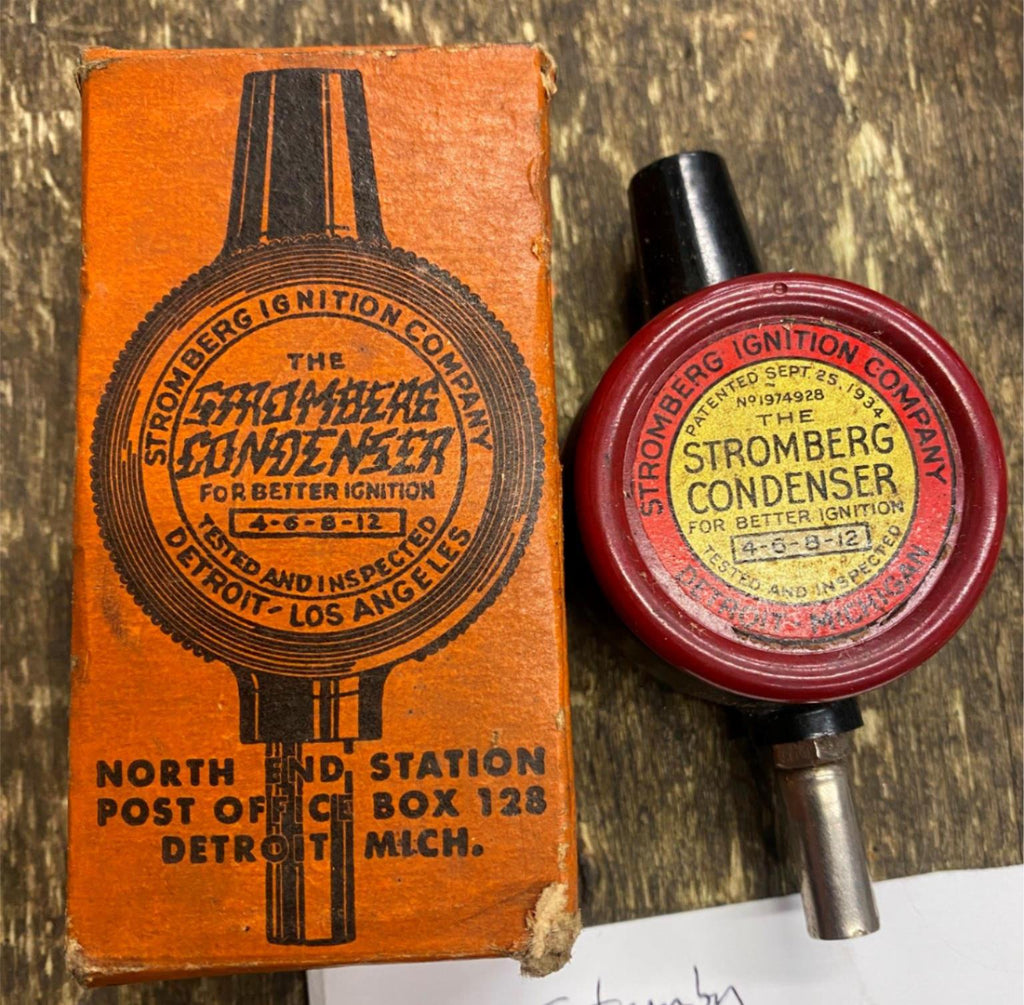 STROMBERG IGNITION COMPANY
THE
STROMBERG
CONDENSER
FOR BETTER IGNITION
4-6-8-12
TESTED AND INSPECTED
DETROIT - LOS ANGELES
NORTH END STATION
POST OFFICE BOX 128
DETROIT MICH.
STROMBERG IGNITION COMPANY
PATENTED SEPT 25, 1934
No 1974928
THE
STROMBERG
CONDENSER
FOR BETTER IGNITION
4-6-8-12
TESTED AND INSPECTED
DETROIT - MICHIGAN